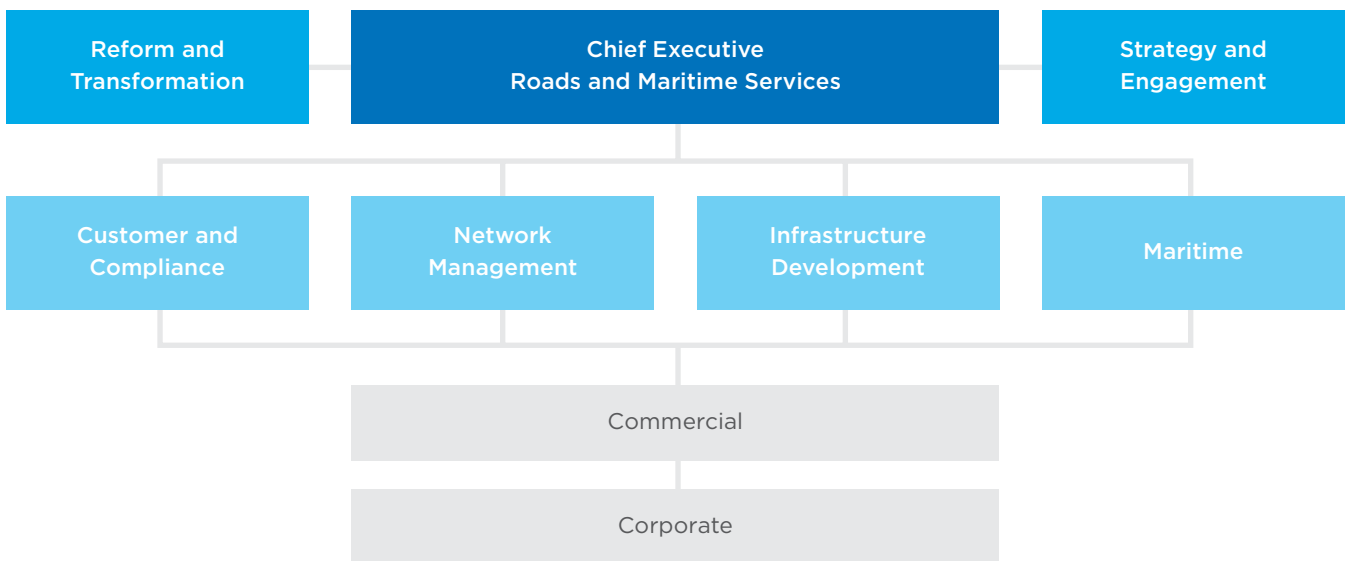 Reform and
Transformation
Chief Executive
Roads and Maritime Services
Strategy and
Engagement
Customer and
Compliance
Network
Management
Infrastructure
Development
Maritime
Commercial
Corporate